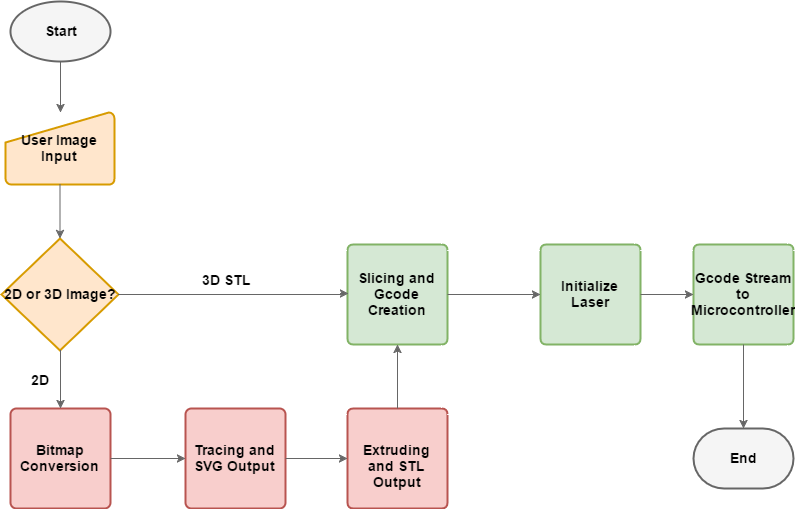 Start
User Image
Input
2D or 3D Image?
3D STL
Slicing and
Gcode
Creation
Initialize
Laser
Gcode Stream
to
Microcontroller
2D
Bitmap
Conversion
Tracing and
SVG Output
Extruding
and STL
Output
End